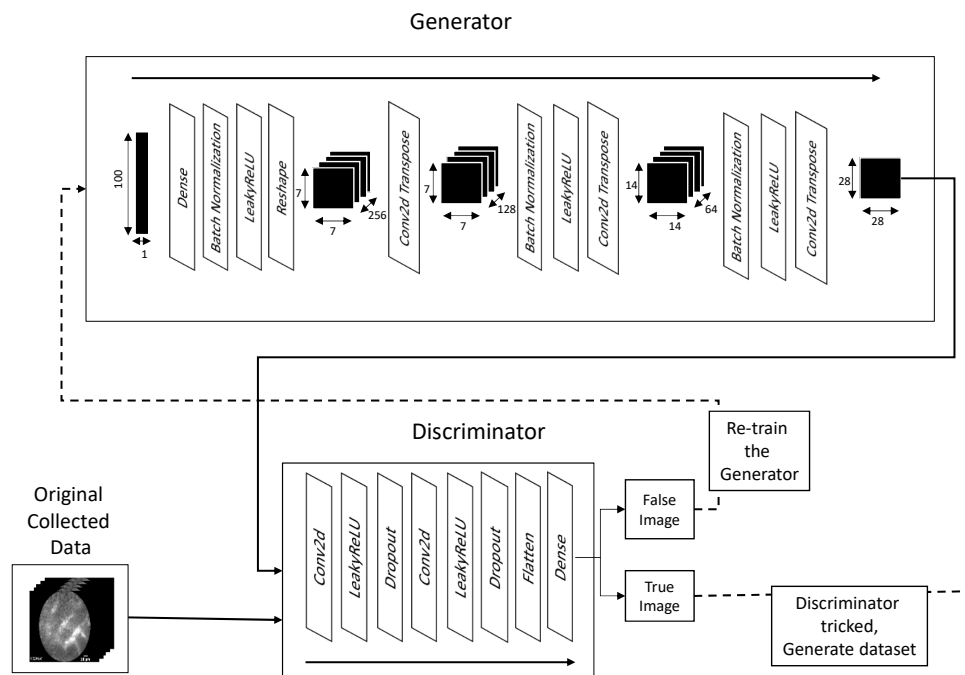 Generator
100
1
Dense
Batch Normalization
LeakyReLU
Reshape
7
7
256
Conv2d Transpose
7
7
128
Batch Normalization
LeakyReLU
Conv2d Transpose
14
14
64
Batch Normalization
LeakyReLU
Conv2d Transpose
28
28
Re-train
the
Generator
Discriminator
Conv2d
LeakyReLU
Dropout
Conv2d
LeakyReLU
Dropout
Flatten
Dense
False
Image
True
Image
Original
Collected
Data
Discriminator
tricked,
Generate dataset